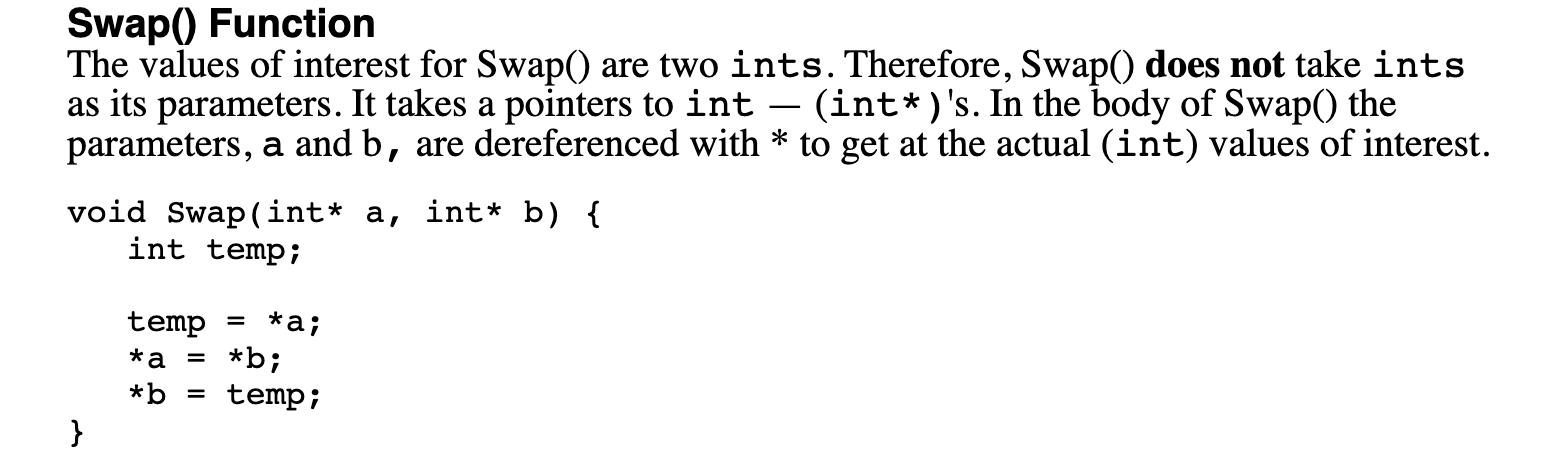 Swap() Function
The values of interest for Swap() are two ints. Therefore, Swap() does not take ints
as its parameters. It takes a pointers to int — (int*)'s. In the body of Swap() the
parameters, a and b, are dereferenced with * to get at the actual (int) values of interest.
void Swap(int* a, int* b) {
   int temp;

   temp = *a;
   *a = *b;
   *b = temp;
}